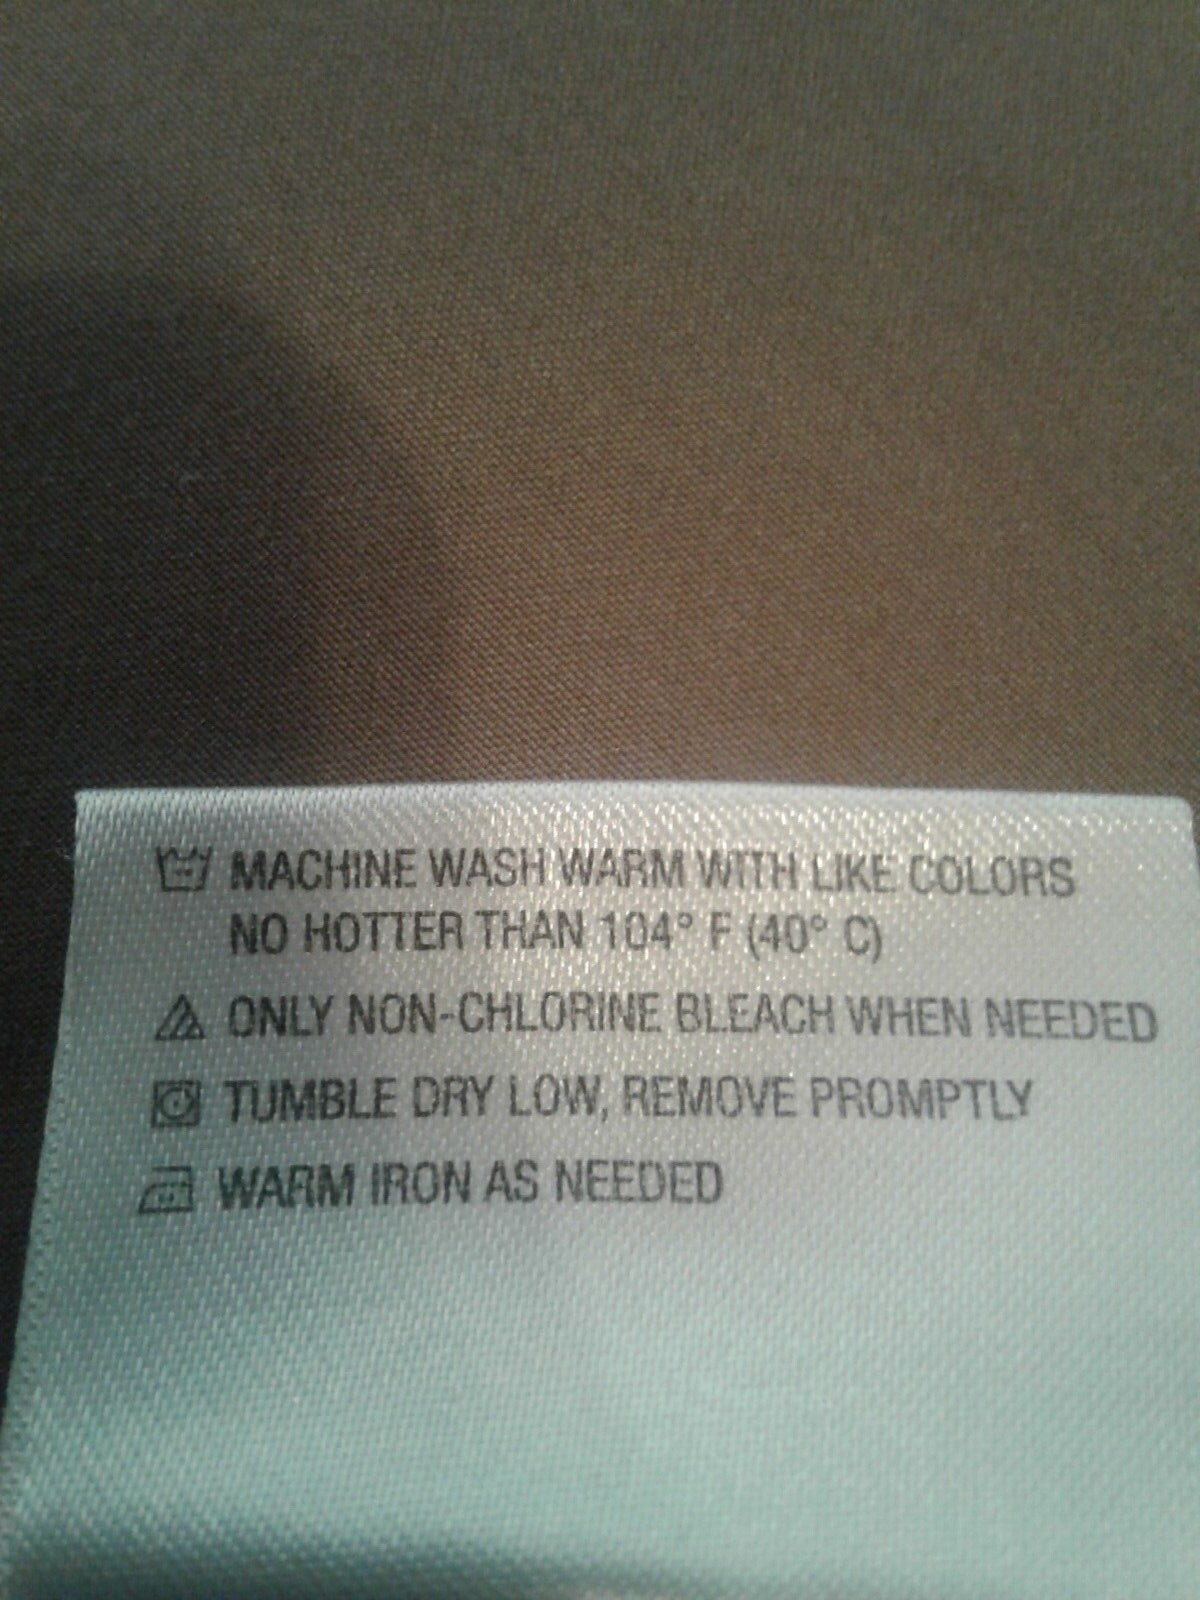 MACHINE WASH WARM WITH LIKE COLORS
NO HOTTER THAN 104° F (40° C)
ONLY NON-CHLORINE BLEACH WHEN NEEDED
TUMBLE DRY LOW, REMOVE PROMPTLY
WARM IRON AS NEEDED